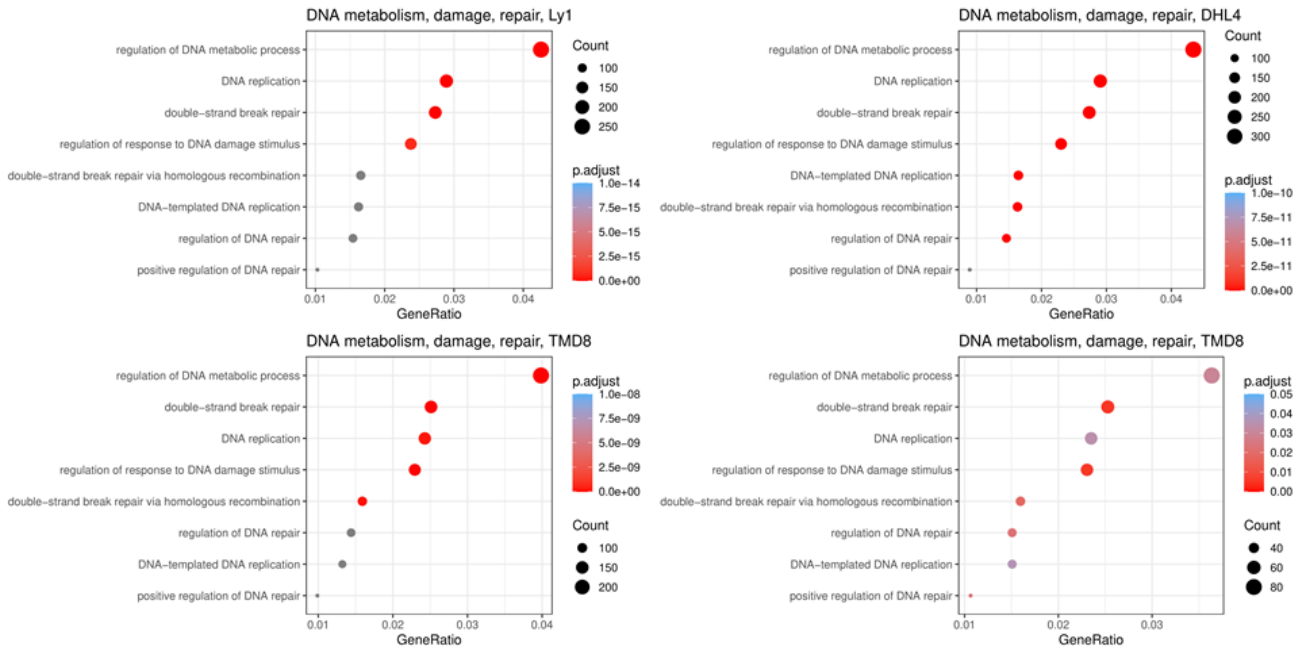 DNA metabolism, damage, repair, Ly1
regulation of DNA metabolic process
DNA replication
double−strand break repair
regulation of response to DNA damage stimulus
double−strand break repair via homologous recombination
DNA−templated DNA replication
regulation of DNA repair
positive regulation of DNA repair
0.01 0.02 0.03 0.04
GeneRatio
Count
100
150
200
250
p.adjust
1.0e−14
7.5e−15
5.0e−15
2.5e−15
0.0e+00
DNA metabolism, damage, repair, DHL4
regulation of DNA metabolic process
DNA replication
double−strand break repair
regulation of response to DNA damage stimulus
DNA−templated DNA replication
double−strand break repair via homologous recombination
regulation of DNA repair
positive regulation of DNA repair
0.01 0.02 0.03 0.04
GeneRatio
Count
100
150
200
250
300
p.adjust
1.0e−10
7.5e−11
5.0e−11
2.5e−11
0.0e+00
DNA metabolism, damage, repair, TMD8
regulation of DNA metabolic process
double−strand break repair
DNA replication
regulation of response to DNA damage stimulus
double−strand break repair via homologous recombination
regulation of DNA repair
DNA−templated DNA replication
positive regulation of DNA repair
0.01 0.02 0.03 0.04
GeneRatio
p.adjust
1.0e−08
7.5e−09
5.0e−09
2.5e−09
0.0e+00
Count
100
150
200
DNA metabolism, damage, repair, TMD8
regulation of DNA metabolic process
double−strand break repair
DNA replication
regulation of response to DNA damage stimulus
double−strand break repair via homologous recombination
regulation of DNA repair
DNA−templated DNA replication
positive regulation of DNA repair
0.01 0.02 0.03
GeneRatio
p.adjust
0.05
0.04
0.03
0.02
0.01
0.00
Count
40
60
80